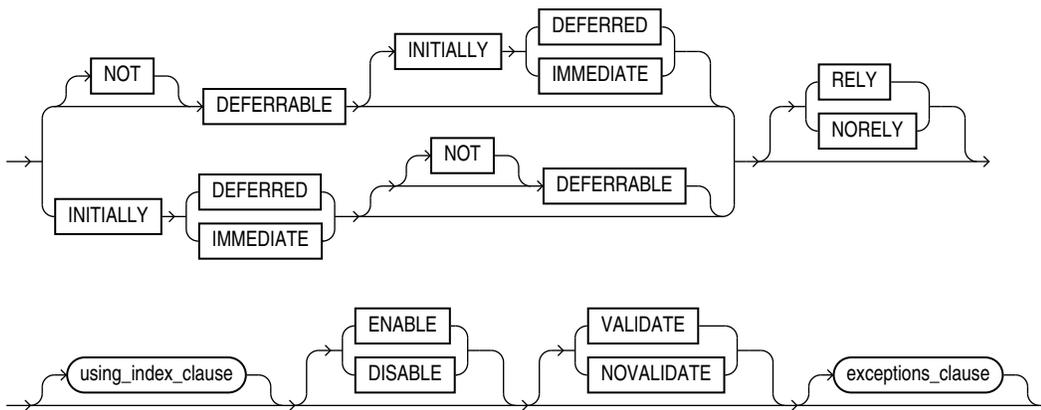 DEFERRED
INITIALLY
NOT
IMMEDIATE
RELY
DEFERRABLE
NORELY
NOT
DEFERRED
DEFERRABLE
INITIALLY
IMMEDIATE
ENABLE
VALIDATE
using_index_clause
DISABLE
NOVALIDATE
exceptions_clause